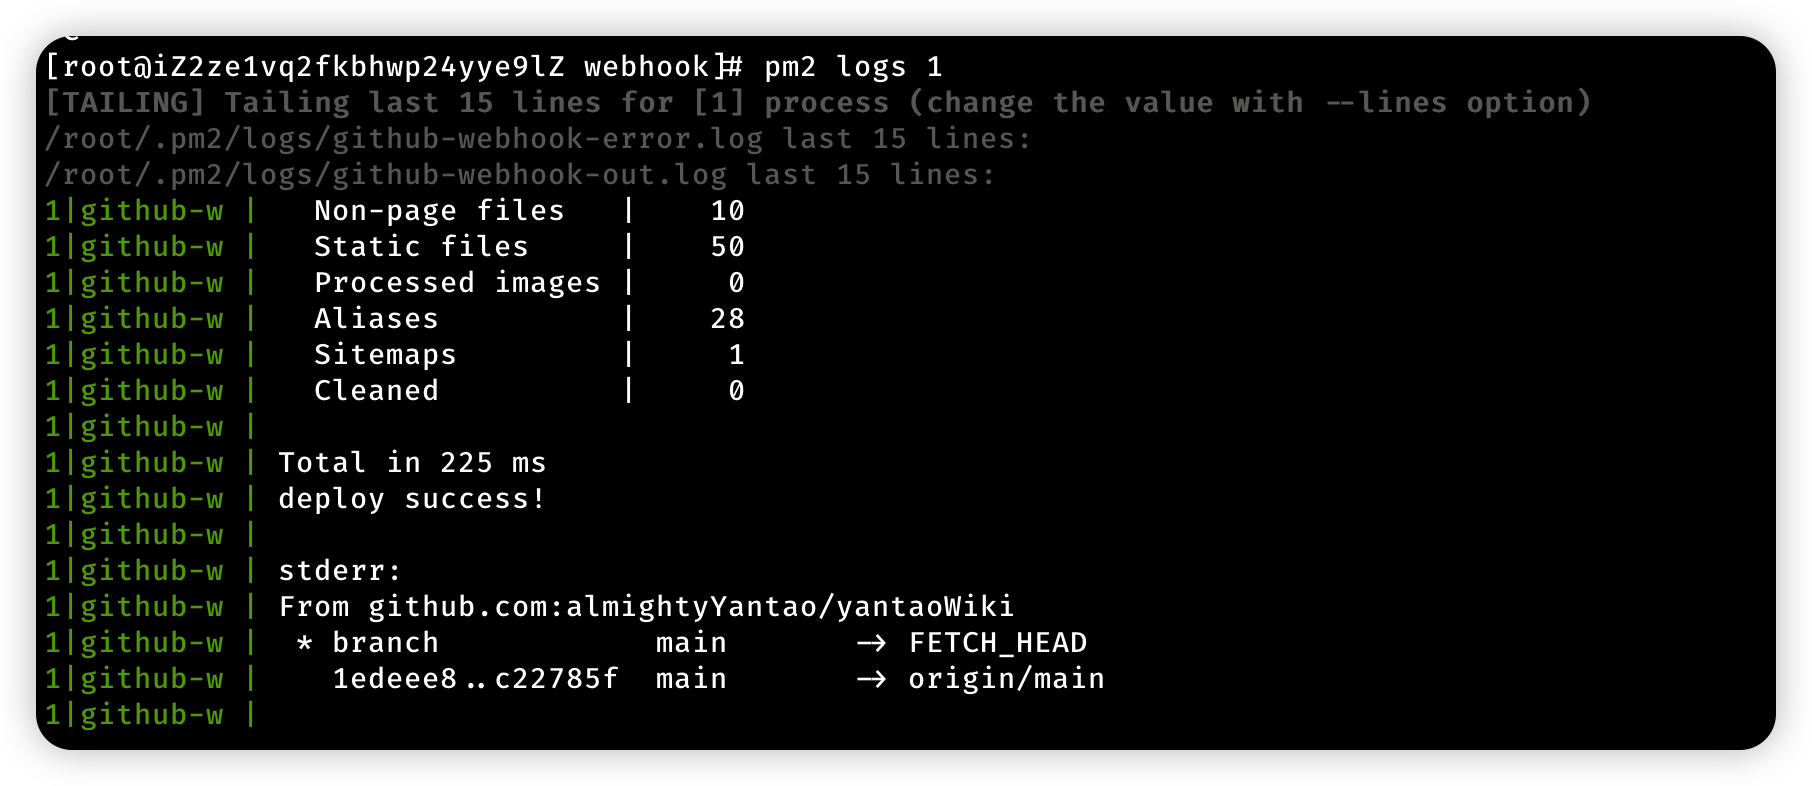 [root@iZ2ze1vq2fkbhwp24yye9lZ webhook]# pm2 logs 1
[TAILING] Tailing last 15 lines for [1] process (change the value with --lines option)
/root/.pm2/logs/github-webhook-error.log last 15 lines:
/root/.pm2/logs/github-webhook-out.log last 15 lines:
1|github-w |   Non-page files   |    10
1|github-w |   Static files     |    50
1|github-w |   Processed images |     0
1|github-w |   Aliases          |    28
1|github-w |   Sitemaps         |     1
1|github-w |   Cleaned          |     0
1|github-w |
1|github-w | Total in 225 ms
1|github-w | deploy success!
1|github-w |
1|github-w | stderr:
1|github-w | From github.com:almightyYantao/yantaoWiki
1|github-w |  * branch            main       -> FETCH_HEAD
1|github-w |    1edeee8..c22785f  main       -> origin/main
1|github-w |